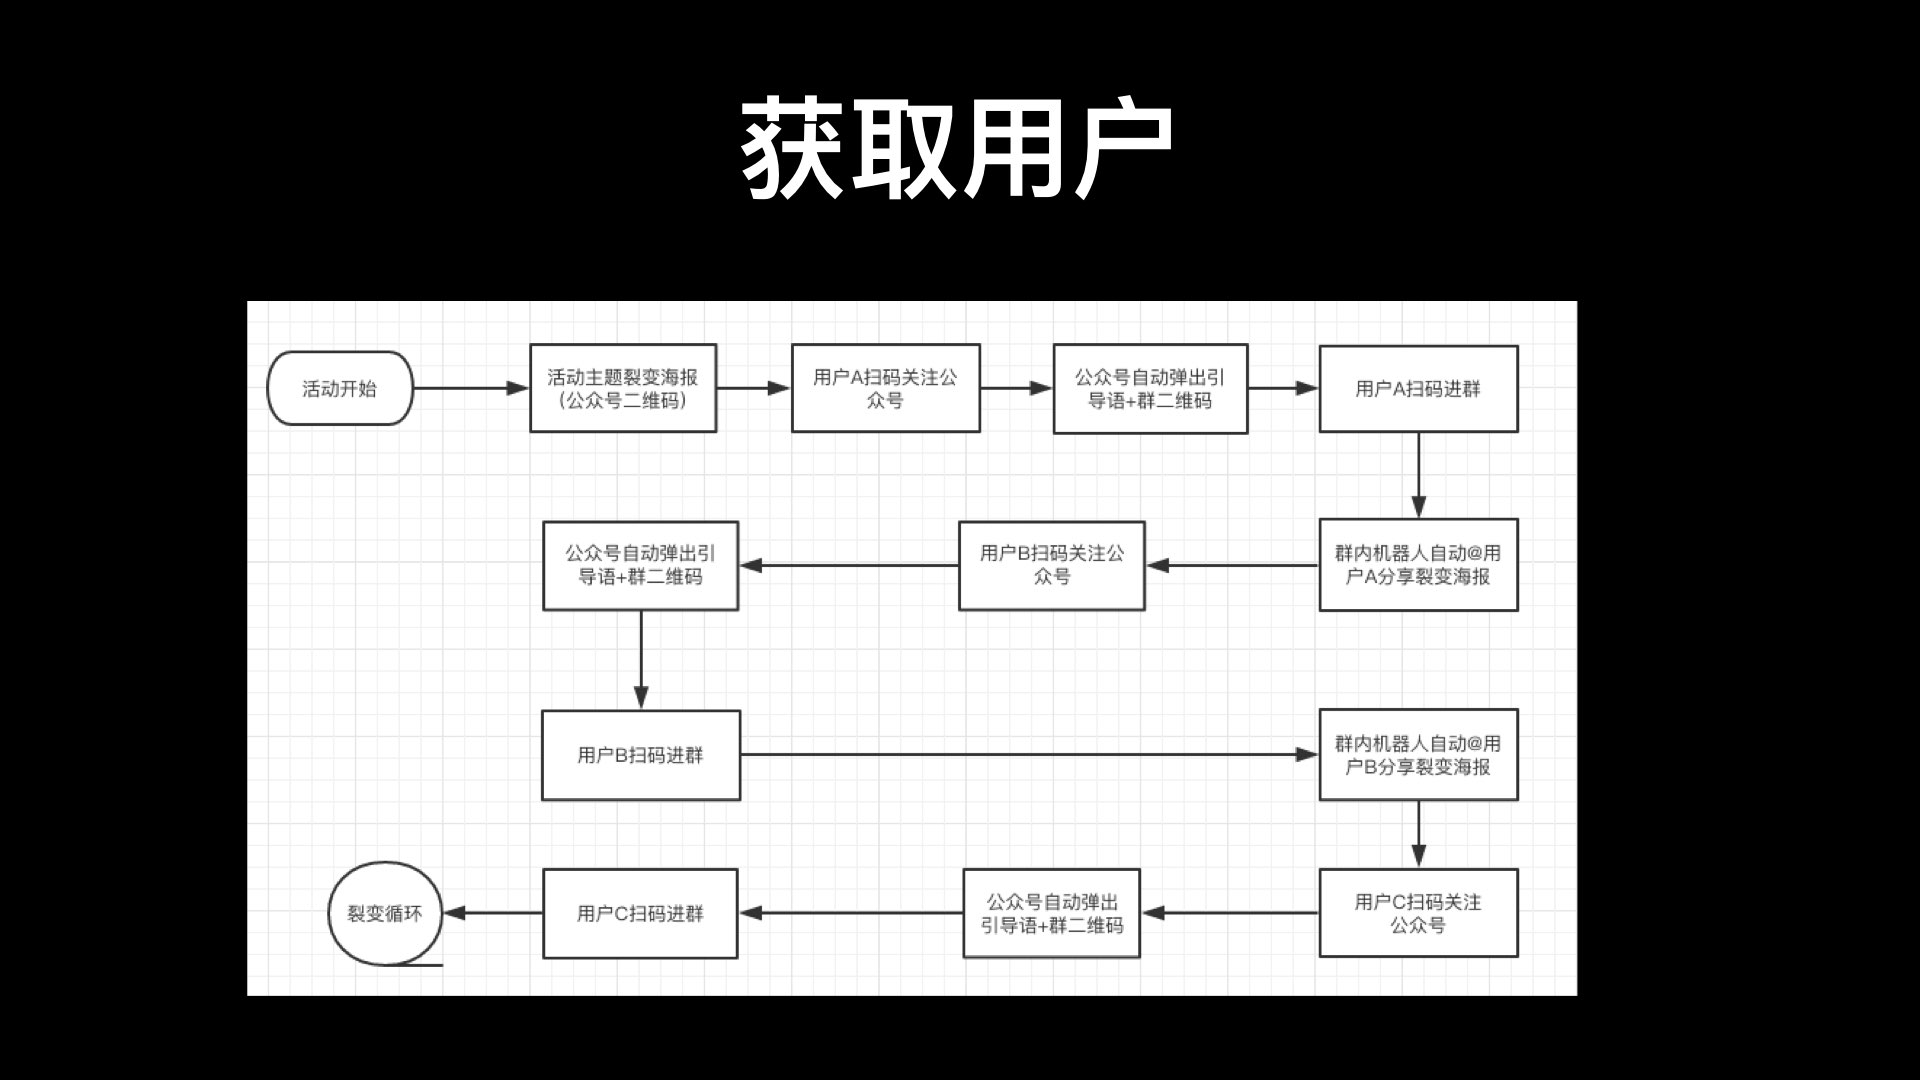 获取用户
活动开始
活动主题裂变海报
(公众号二维码)
用户A扫码关注公
众号
公众号自动弹出引
导语+群二维码
用户A扫码进群
群内机器人自动@用
户A分享裂变海报
用户B扫码关注公
众号
公众号自动弹出引
导语+群二维码
用户B扫码进群
群内机器人自动@用
户B分享裂变海报
用户C扫码关注
公众号
公众号自动弹出
引导语+群二维码
用户C扫码进群
裂变循环